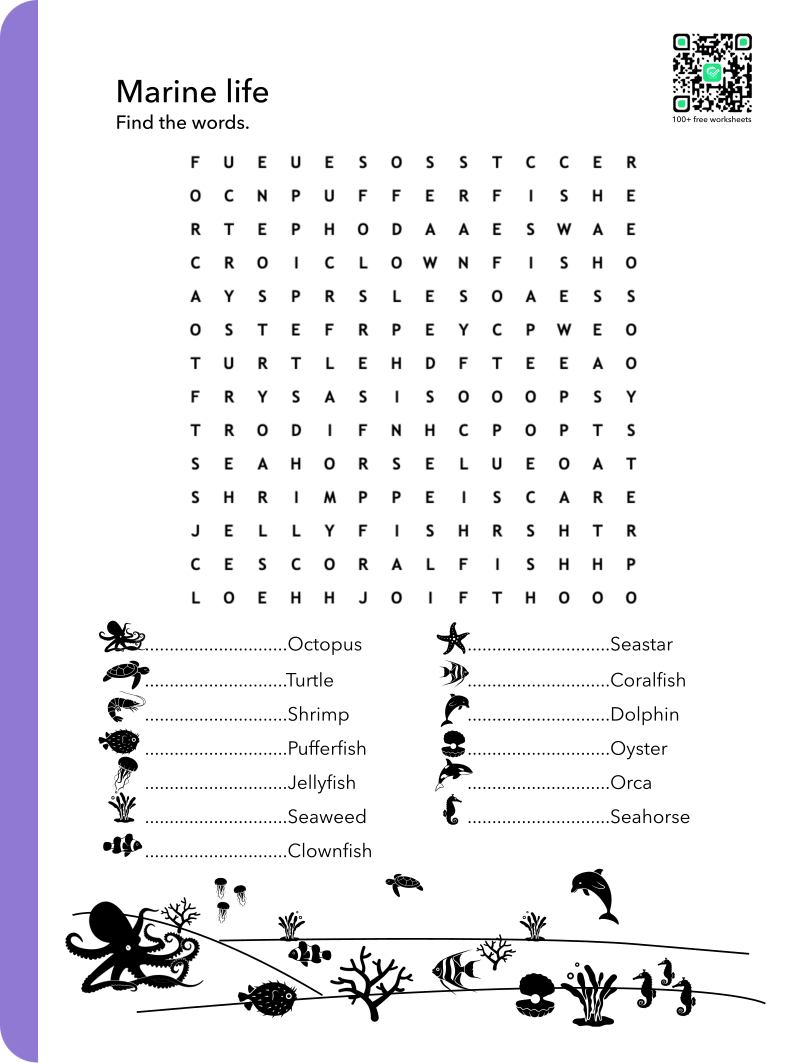 100+ free worksheets
Marine life
Find the words.
F U E U E S O S S T C C E R
O C N P U F F E R F I S H E
R T E P H O D A A E S W A E
C R O I C L O W N F I S H O
A Y S P R S L E S O A E S S
O S T E F R P E Y C P W E O
T U R T L E H D F T E E A O
F R Y S A S I S O O O P S Y
T R O D I F N H C P O P T S
S E A H O R S E L U E O A T
S H R I M P P E I S C A R E
J E L L Y F I S H R S H T R
C E S C O R A L F I S H H P
L O E H H J O I F T H O O O
.............................Octopus
.............................Turtle
.............................Shrimp
.............................Pufferfish
.............................Jellyfish
.............................Seaweed
.............................Clownfish
.............................Seastar
.............................Coralfish
.............................Dolphin
.............................Oyster
.............................Orca
.............................Seahorse